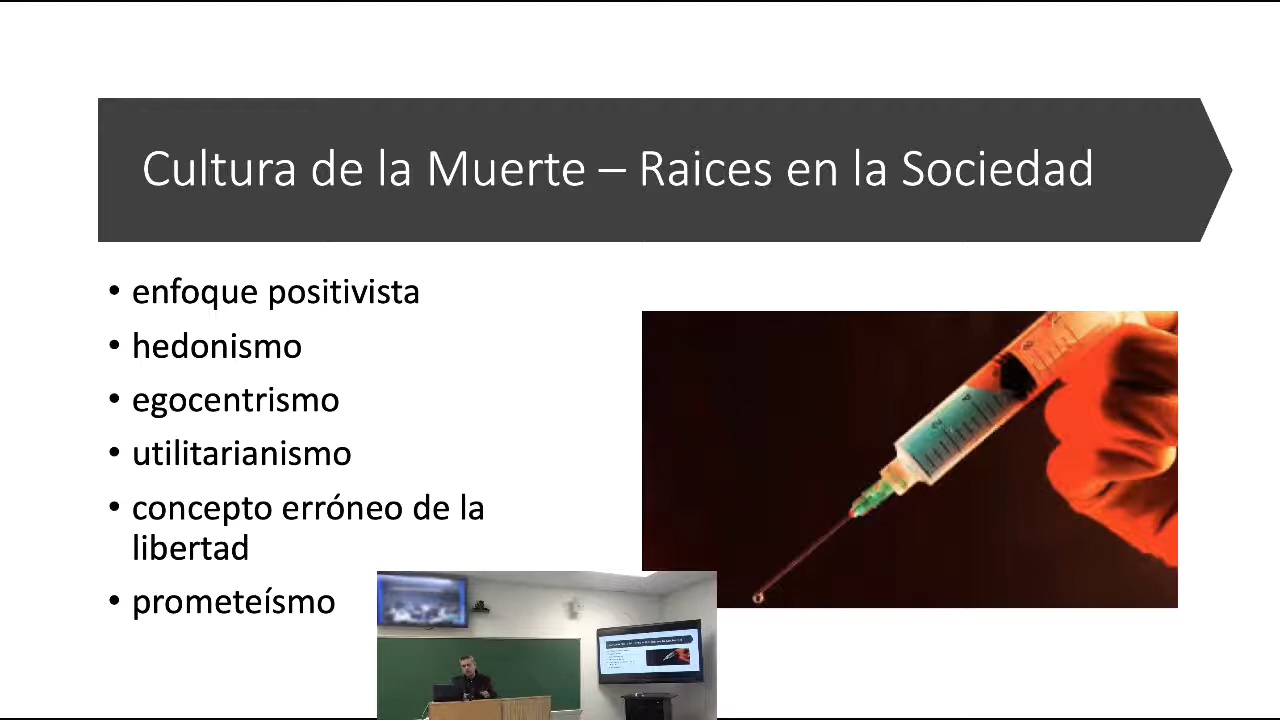 Cultura de la Muerte – Raices en la Sociedad
• enfoque positivista
• hedonismo
• egocentrismo
• utilitarianismo
• concepto erróneo de la
libertad
• prometeísmo